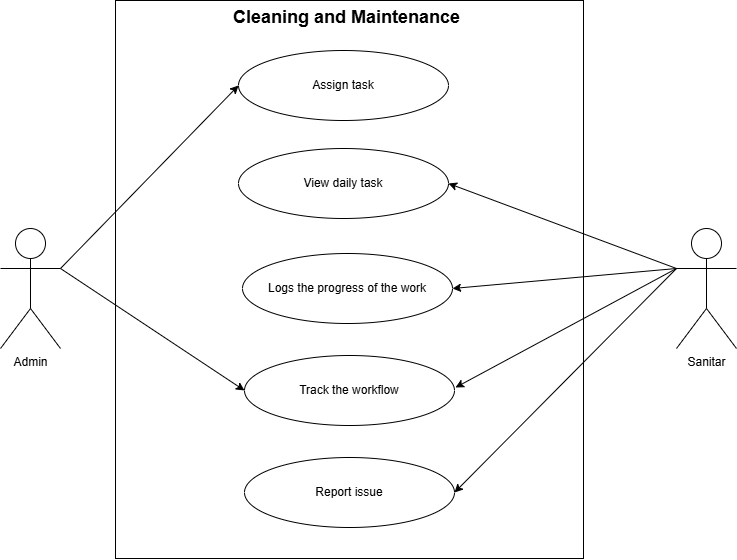 Cleaning and Maintenance
Assign task
View daily task
Logs the progress of the work
Track the workflow
Report issue
Admin
Sanitar